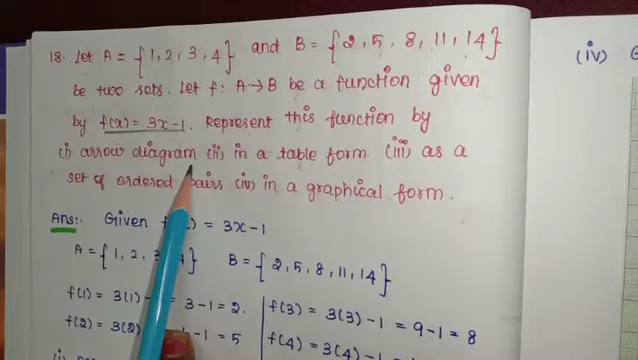 18. Let A = {1, 2, 3, 4} and B = {2, 5, 8, 11, 14}
be two sets. Let f: A→B be a function given
by f(x) = 3x-1. Represent this function by
(i) arrow diagram (ii) in a table form (iii) as a
set of ordered pairs (iv) in a graphical form.
Ans:- Given = 3x-1
A = {1, 2, 3, 4} B = {2, 5, 8, 11, 14}
f(1) = 3(1)- = 3-1 = 2.
f(2) = 3(2) -1 = 5
f(3) = 3(3)-1 = 9-1 = 8
f(4) = 3(4)-1
(iv)